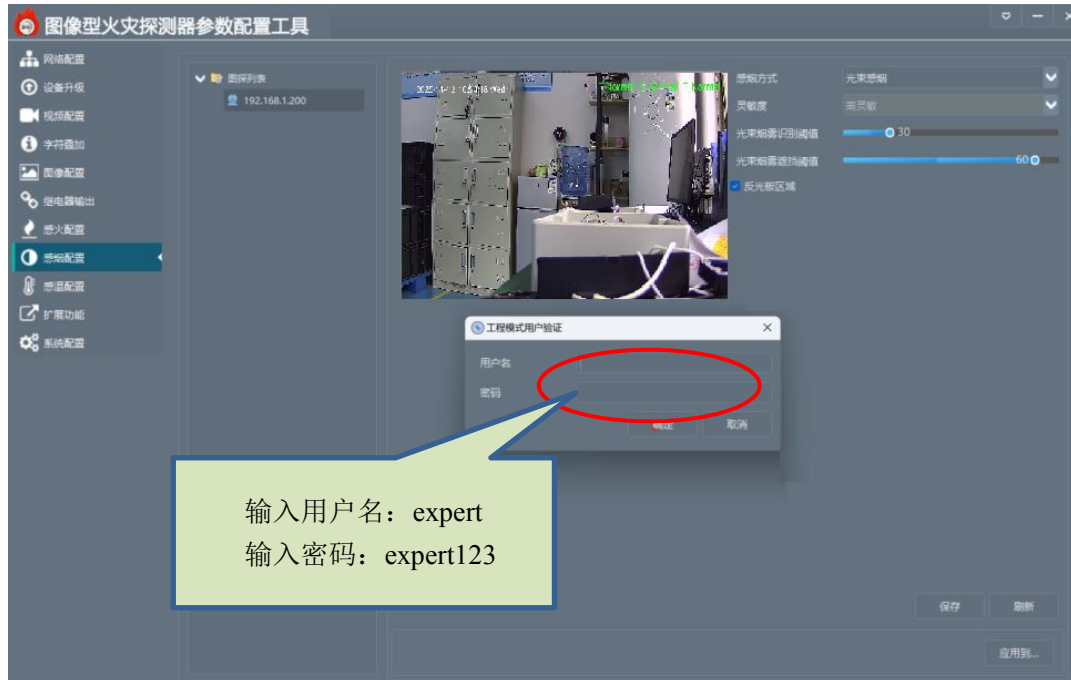 图像型火灾探测器参数配置工具
网络配置
设备升级
视频配置
字符叠加
图像配置
继电器输出
感火配置
感烟配置
感温配置
扩展功能
系统配置
图探列表
192.168.1.200
感烟方式
光束感烟
灵敏度
高灵敏
光束烟雾识别阈值
30
光束烟雾遮挡阈值
60
反光板区域
工程模式用户验证
用户名
密码
确定
取消
输入用户名：expert
输入密码：expert123
保存
刷新
应用到...